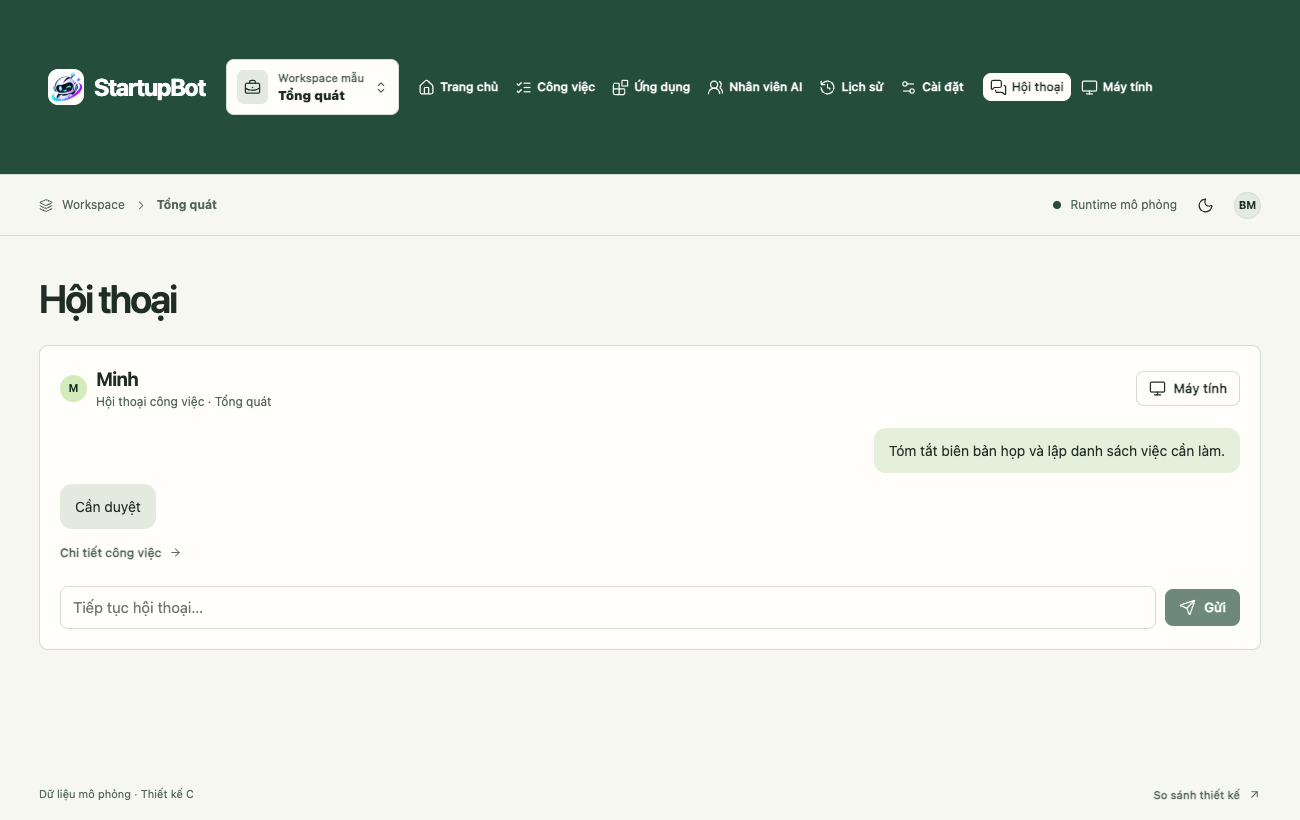 StartupBot
Workspace mẫu
Tổng quát
Trang chủ
Công việc
Ứng dụng
Nhân viên AI
Lịch sử
Cài đặt
Hội thoại
Máy tính
Workspace
Tổng quát
Runtime mô phỏng
BM
Hội thoại
M
Minh
Hội thoại công việc · Tổng quát
Máy tính
Tóm tắt biên bản họp và lập danh sách việc cần làm.
Cần duyệt
Chi tiết công việc
Tiếp tục hội thoại...
Gửi
Dữ liệu mô phỏng · Thiết kế C
So sánh thiết kế